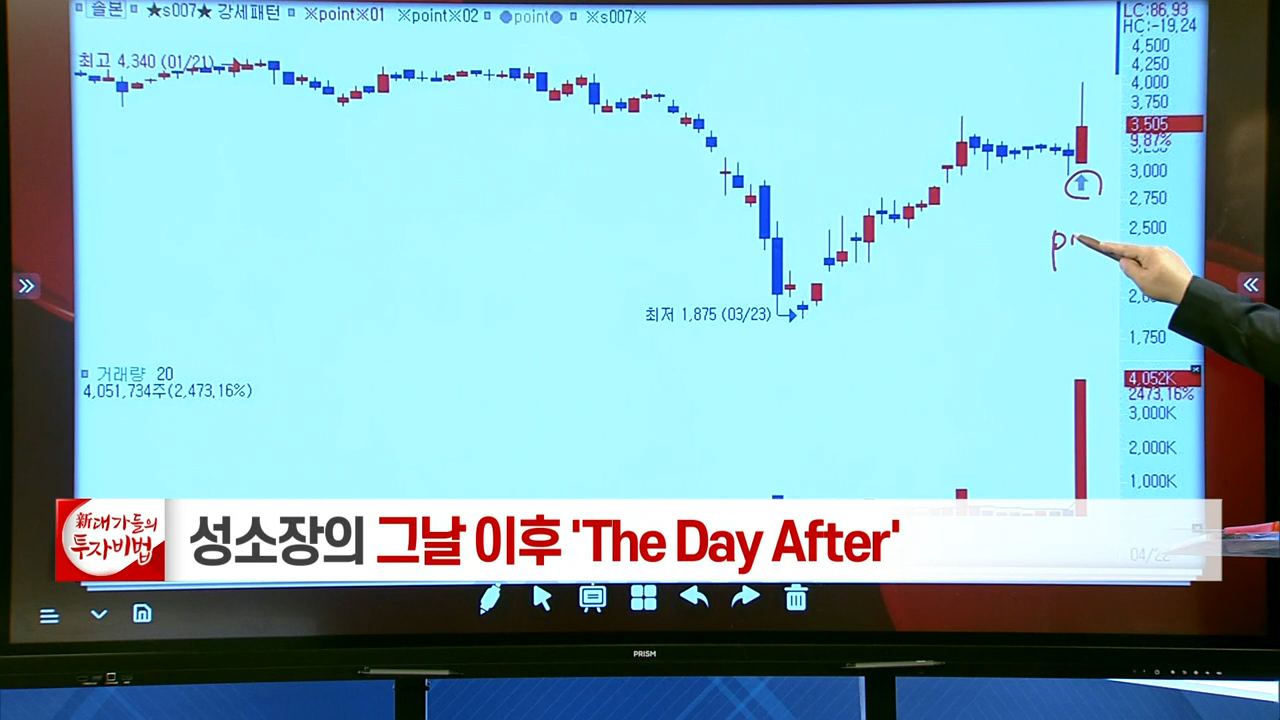 솔본 ★s007★ 강세패턴 ※point※01 ※point※02 ●point● ※s007※
LC:86.93
HC:-19.24
최고 4,340 (01/21)
4,500
4,250
4,000
3,750
3,505
9.87%
3,000
2,750
2,500
1,750
최저 1,875 (03/23)
거래량 20
4,051,734주(2,473.16%)
4,052K
2473.16%
3,000K
2,000K
1,000K
新대가들의
투자비법
성소장의 그날 이후 'The Day After'
PRISM